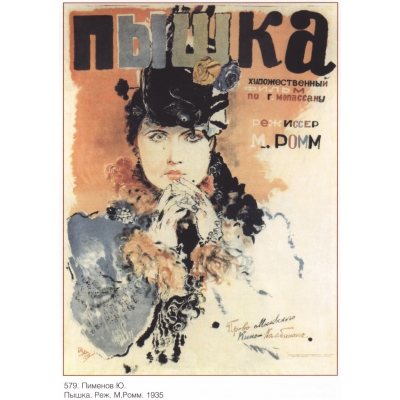 пышка
художественный
фильм
по г мопассану
режиссер
м. ромм
579. Пименов Ю.
Пышка. Реж. М.Ромм. 1935